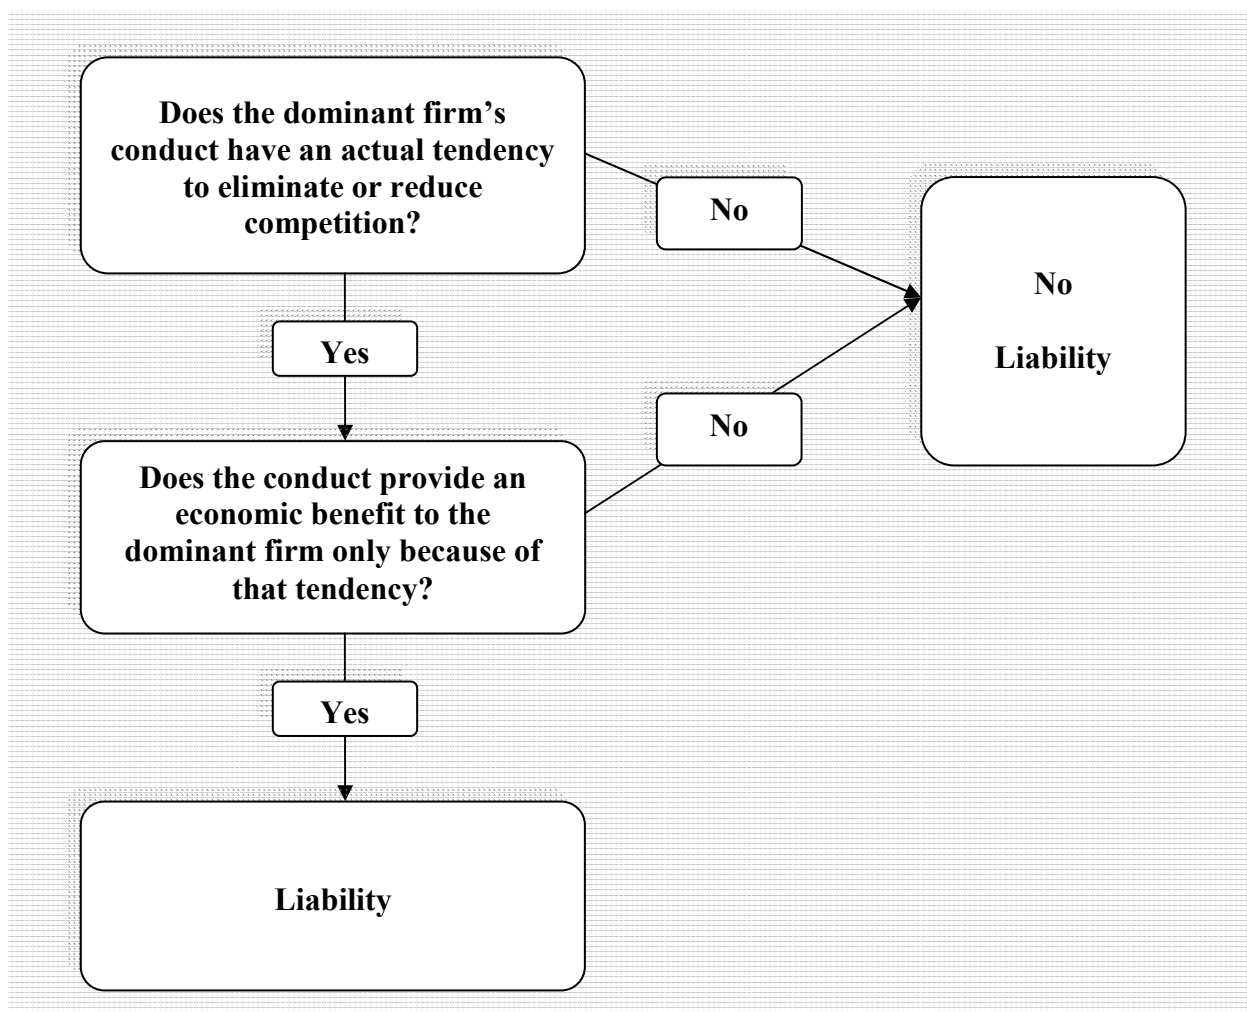 Does the dominant firm’s
conduct have an actual tendency
to eliminate or reduce
competition?
No
No
Liability
Yes
No
Does the conduct provide an
economic benefit to the
dominant firm only because of
that tendency?
Yes
Liability